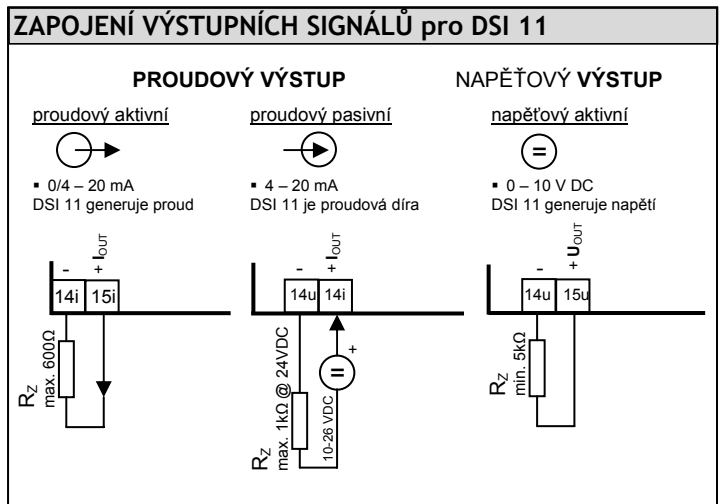 ZAPOJENÍ VÝSTUPNÍCH SIGNÁLŮ pro DSI 11
PROUDOVÝ VÝSTUP
NAPĚŤOVÝ VÝSTUP
proudový aktivní
▪ 0/4 – 20 mA
DSI 11 generuje proud
- + IOUT
14i 15i
RZ
max. 600Ω
proudový pasivní
▪ 4 – 20 mA
DSI 11 je proudová díra
- + IOUT
14u 14i
RZ
max. 1kΩ @ 24VDC
10-26 VDC
=
+
napěťový aktivní
=
▪ 0 – 10 V DC
DSI 11 generuje napětí
- + UOUT
14u 15u
RZ
min. 5kΩ